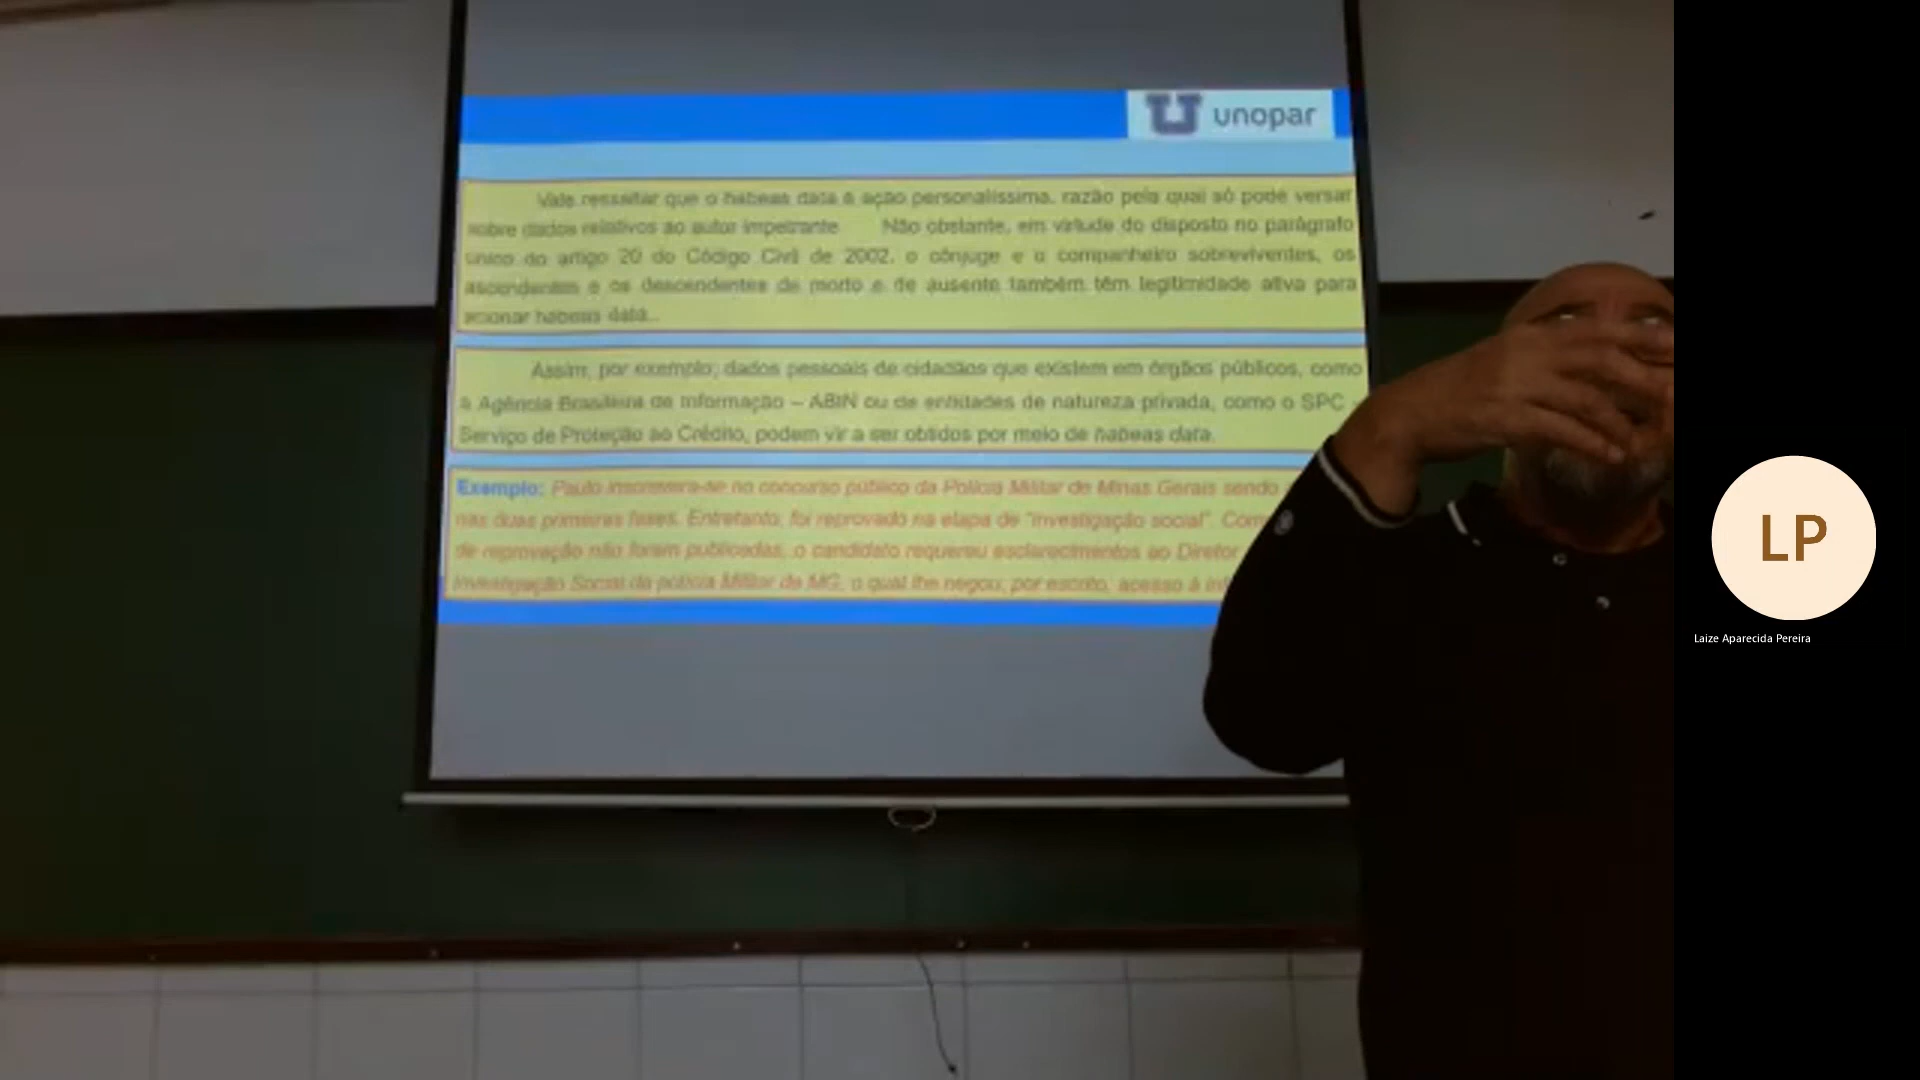 unopar
Vale ressaltar que o habeas data é ação personalíssima, razão pela qual só pode versar
sobre dados relativos ao autor impetrante Não obstante, em virtude do disposto no parágrafo
único do artigo 20 do Código Civil de 2002, o cônjuge e o companheiro sobreviventes, os
ascendentes e os descendentes de morto e de ausente também têm legitimidade ativa para
acionar habeas data..
Assim, por exemplo, dados pessoais de cidadãos que existem em órgãos públicos, como
a Agência Brasileira de Informação – ABIN ou de entidades de natureza privada, como o SPC -
Serviço de Proteção ao Crédito, podem vir a ser obtidos por meio de habeas data.
Exemplo: Paulo inscrevera-se no concurso público da Polícia Militar de Minas Gerais sendo
nas duas primeiras fases. Entretanto, foi reprovado na etapa de "investigação social". Com
de reprovação não foram publicadas, o candidato requereu esclarecimentos ao Diretor
Investigação Social da polícia Militar de MG, o qual lhe negou, por escrito, acesso à
LP
Laize Aparecida Pereira